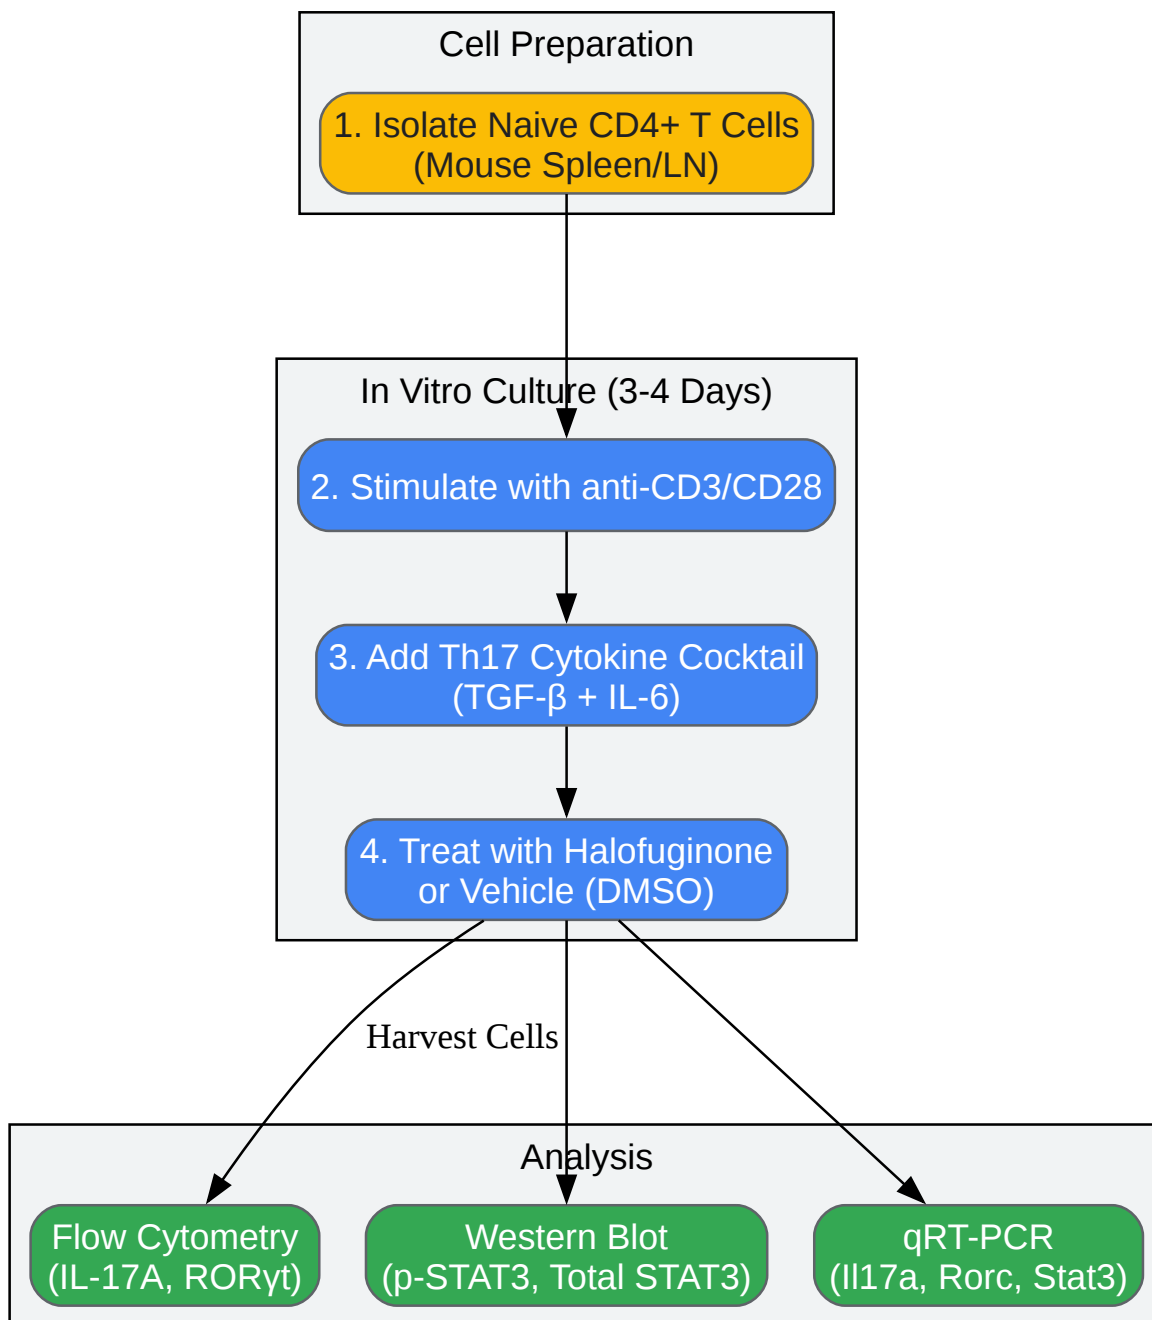 Cell Preparation
1. Isolate Naive CD4+ T Cells
(Mouse Spleen/LN)
In Vitro Culture (3-4 Days)
2. Stimulate with anti-CD3/CD28
3. Add Th17 Cytokine Cocktail
(TGF-β + IL-6)
4. Treat with Halofuginone
or Vehicle (DMSO)
Harvest Cells
Analysis
Flow Cytometry
(IL-17A, RORγt)
Western Blot
(p-STAT3, Total STAT3)
qRT-PCR
(Il17a, Rorc, Stat3)